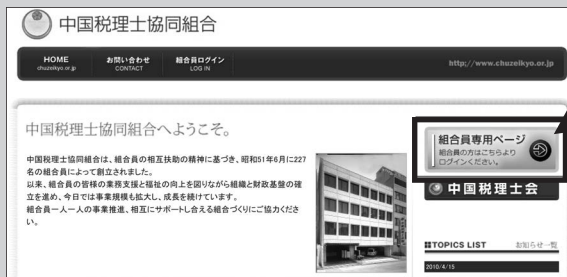 中国税理士協同組合
HOME
chuzeikyo.or.jp
お問い合わせ
CONTACT
組合員ログイン
LOG IN
http://www.chuzeikyo.or.jp
中国税理士協同組合へようこそ。
中国税理士協同組合は、組合員の相互扶助の精神に基づき、昭和51年6月に227
名の組合員によって創立されました。
以来、組合員の皆様の業務支援と福祉の向上を図りながら組織と財政基盤の確
立を進め、今日では事業規模も拡大し、成長を続けています。
組合員一人一人の事業推進、相互にサポートし合える組合づくりにご協力くださ
い。
組合員専用ページ
組合員の方はこちらより
ログインください。
中国税理士会
TOPICS LIST
お知らせ一覧
2010/4/15